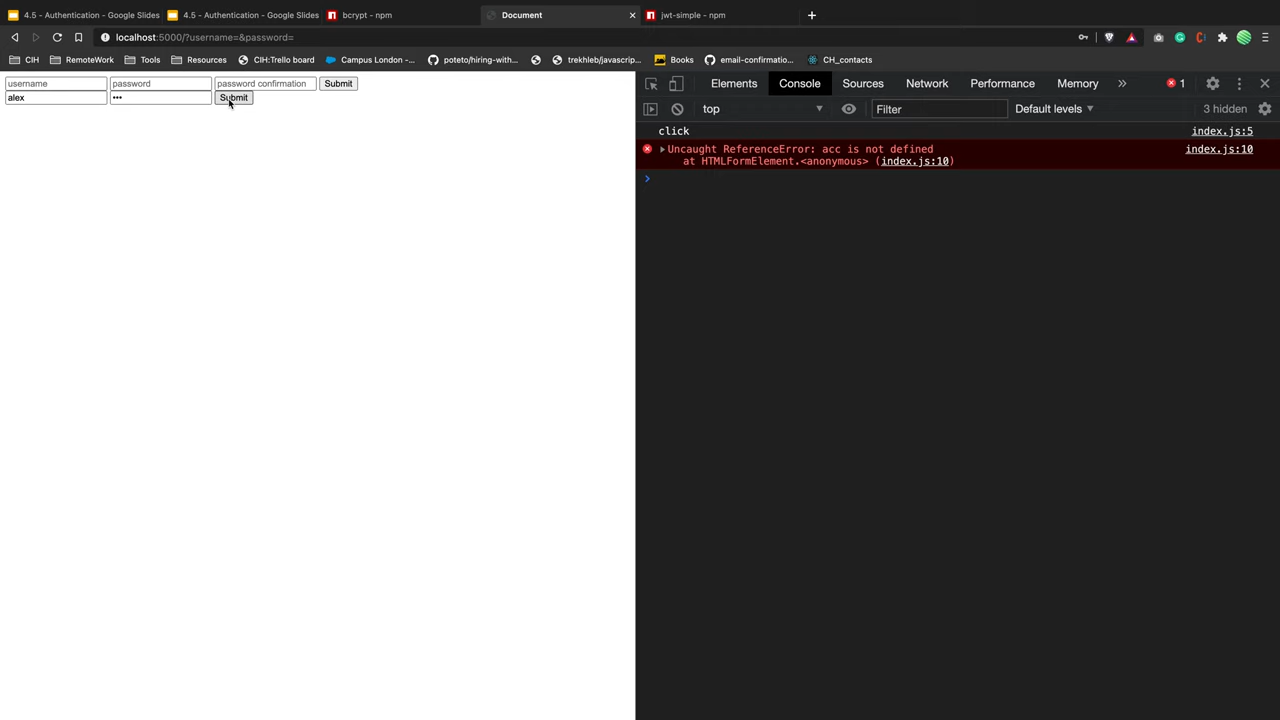 4.5 - Authentication - Google Slides
4.5 - Authentication - Google Slides
bcrypt - npm
Document
jwt-simple - npm
localhost:5000/?username=&password=
CIH
RemoteWork
Tools
Resources
CIH:Trello board
Campus London -...
poteto/hiring-with...
trekhleb/javascrip...
Books
email-confirmatio...
CH_contacts
username
password
password confirmation
Submit
alex
•••
Submit
Elements
Console
Sources
Network
Performance
Memory
1
top
Filter
Default levels
3 hidden
click
index.js:5
Uncaught ReferenceError: acc is not defined
index.js:10
at HTMLFormElement.<anonymous> (index.js:10)